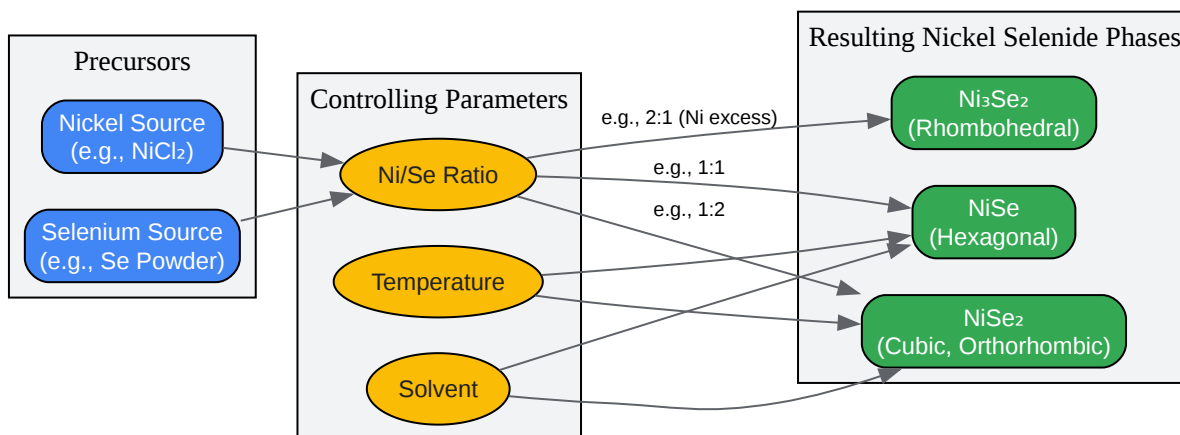 Precursors
Nickel Source
(e.g., NiCl₂)
Selenium Source
(e.g., Se Powder)
Controlling Parameters
Ni/Se Ratio
Temperature
Solvent
e.g., 2:1 (Ni excess)
e.g., 1:1
e.g., 1:2
Resulting Nickel Selenide Phases
Ni₃Se₂
(Rhombohedral)
NiSe
(Hexagonal)
NiSe₂
(Cubic, Orthorhombic)